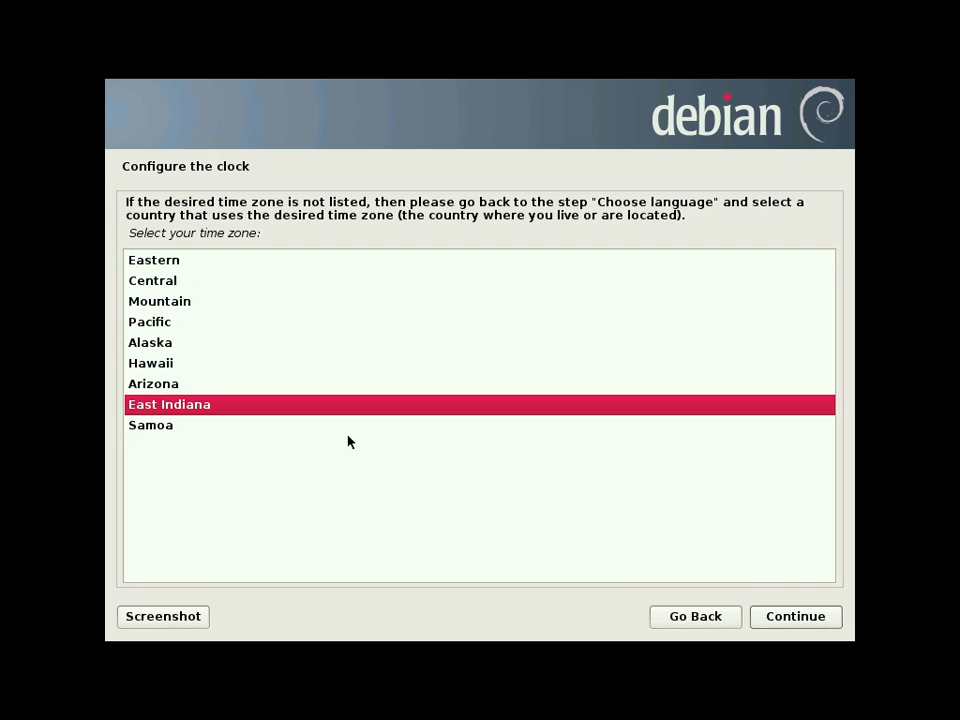 debian
Configure the clock
If the desired time zone is not listed, then please go back to the step "Choose language" and select a
country that uses the desired time zone (the country where you live or are located).
Select your time zone:
Eastern
Central
Mountain
Pacific
Alaska
Hawaii
Arizona
East Indiana
Samoa
Screenshot
Go Back
Continue